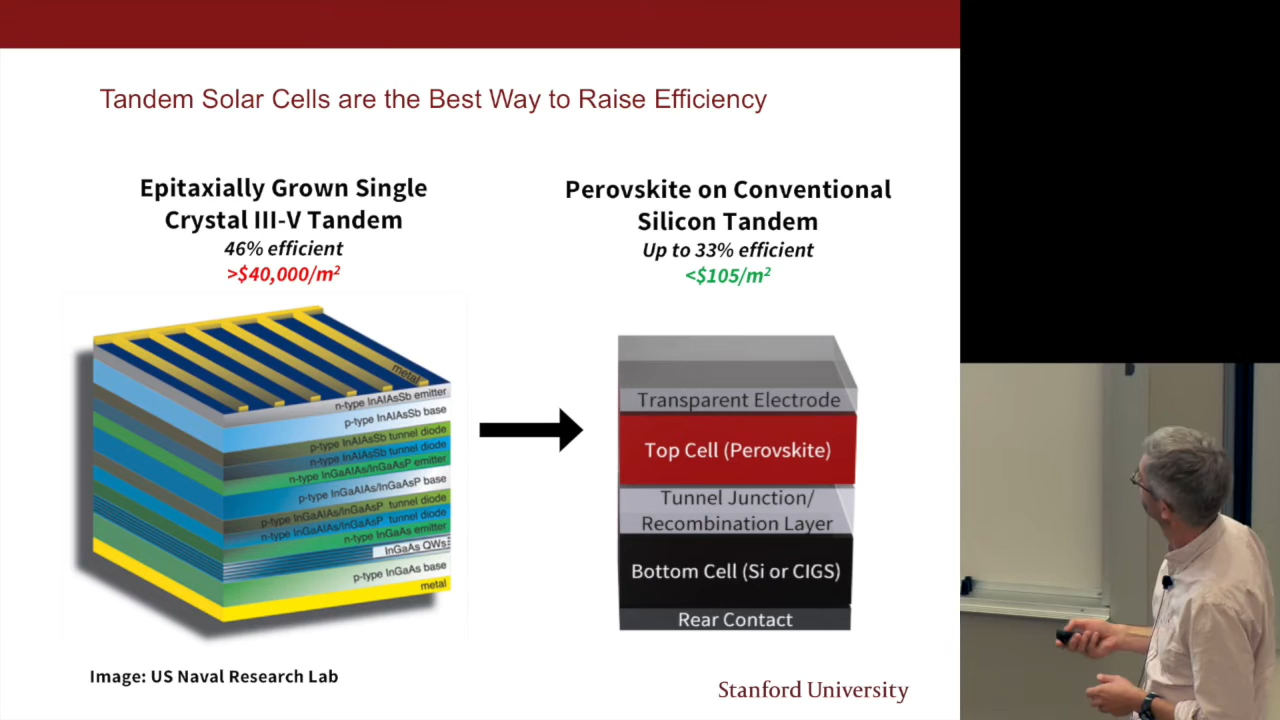 Tandem Solar Cells are the Best Way to Raise Efficiency
Epitaxially Grown Single
Crystal III-V Tandem
46% efficient
>$40,000/m²
Perovskite on Conventional
Silicon Tandem
Up to 33% efficient
<$105/m²
metal
n-type InAlAsSb emitter
p-type InAlAsSb base
p-type InAlAsSb tunnel diode
n-type InAlAsSb tunnel diode
n-type InGaAlAs/InGaAsP emitter
p-type InGaAlAs/InGaAsP base
p-type InGaAlAs/InGaAsP tunnel diode
n-type InGaAlAs/InGaAsP tunnel diode
n-type InGaAs emitter
InGaAs QWs
p-type InGaAs base
metal
Transparent Electrode
Top Cell (Perovskite)
Tunnel Junction/
Recombination Layer
Bottom Cell (Si or CIGS)
Rear Contact
Image: US Naval Research Lab
Stanford University